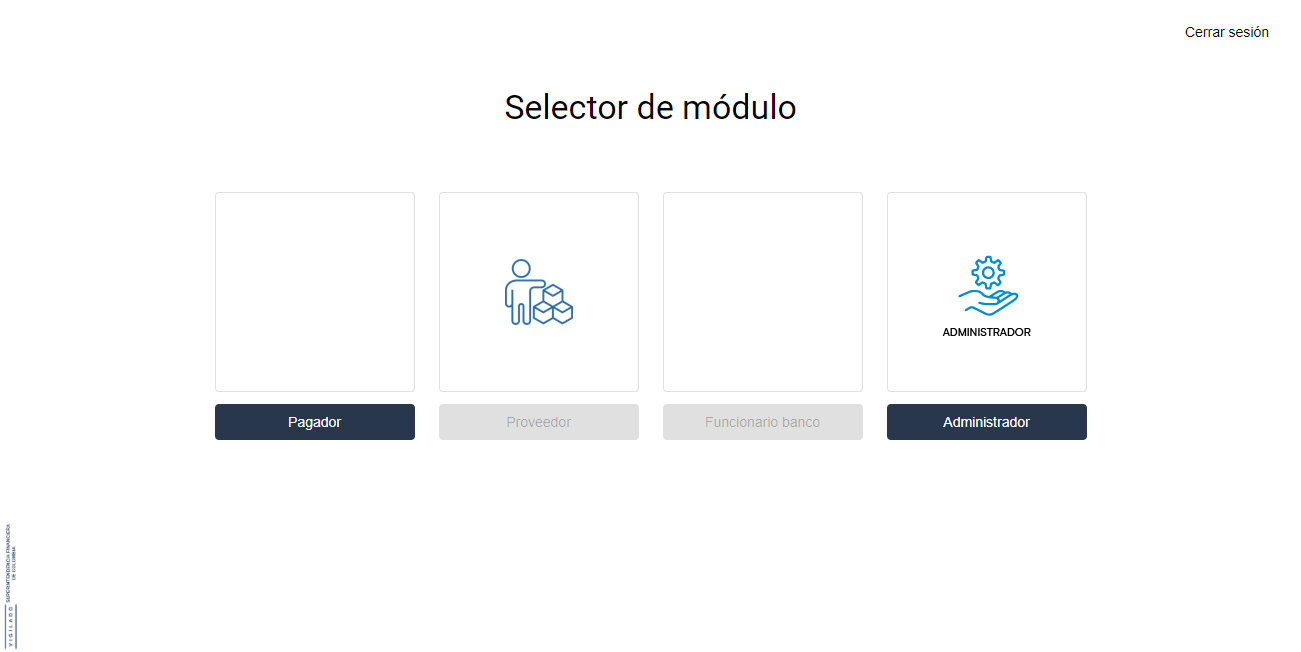 Cerrar sesión
Selector de módulo
ADMINISTRADOR
Pagador
Proveedor
Funcionario banco
Administrador
SUPERINTENDENCIA FINANCIERA
DE COLOMBIA
VIGILADO